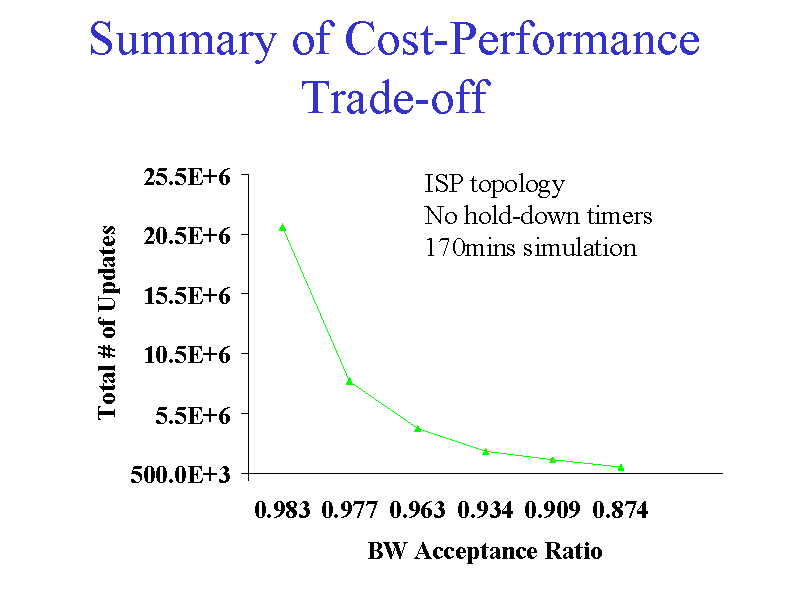 Summary of Cost-Performance
Trade-off
ISP topology
No hold-down timers
170mins simulation
Total # of Updates
25.5E+6
20.5E+6
15.5E+6
10.5E+6
5.5E+6
500.0E+3
0.983 0.977 0.963 0.934 0.909 0.874
BW Acceptance Ratio